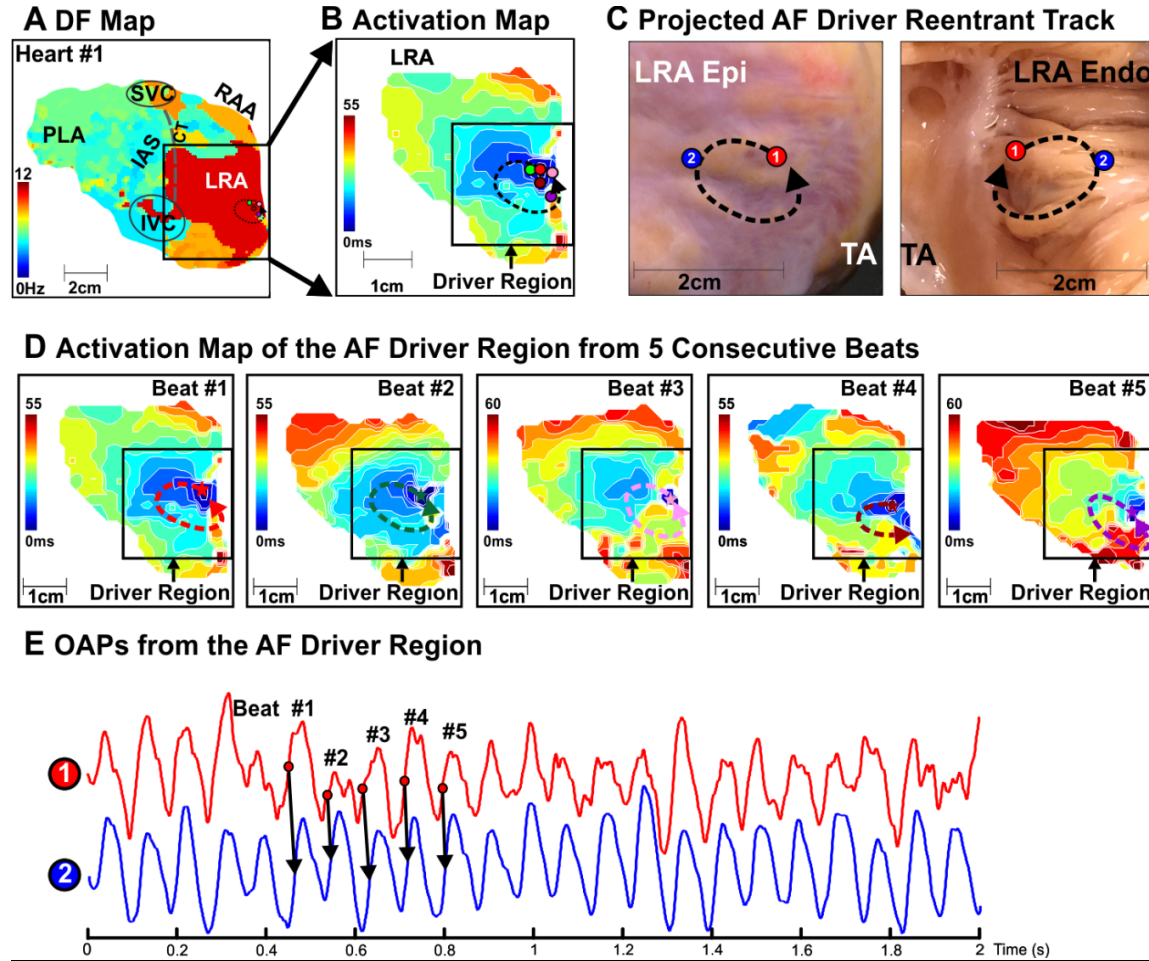 A DF Map
Heart #1
SVC
RAA
PLA
IAS
CT
LRA
IVC
12
0Hz
2cm
B Activation Map
LRA
55
0ms
1cm
Driver Region
C Projected AF Driver Reentrant Track
LRA Epi
2
1
TA
2cm
LRA Endo
1
2
TA
2cm
D Activation Map of the AF Driver Region from 5 Consecutive Beats
Beat #1
55
0ms
1cm
Driver Region
Beat #2
55
0ms
1cm
Driver Region
Beat #3
60
0ms
1cm
Driver Region
Beat #4
55
0ms
1cm
Driver Region
Beat #5
60
0ms
1cm
Driver Region
E OAPs from the AF Driver Region
Beat #1
#2
#3
#4
#5
1
2
0 0.2 0.4 0.6 0.8 1 1.2 1.4 1.6 1.8 2 Time (s)